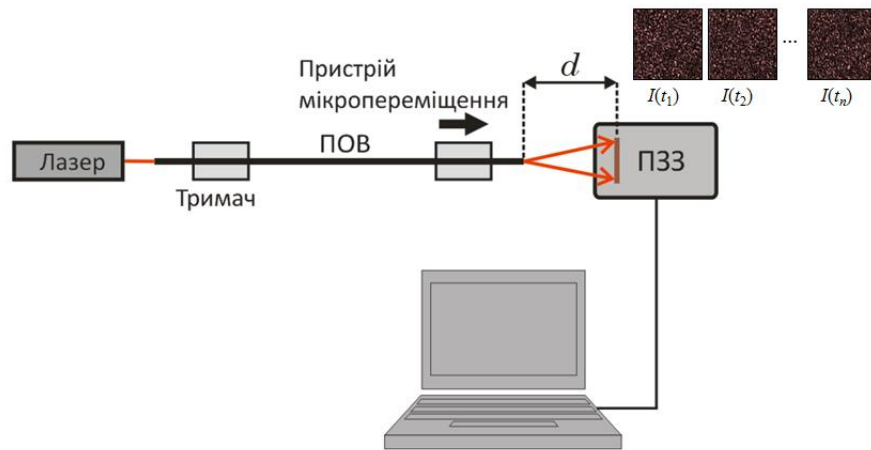 Пристрій
мікропереміщення
d
...
I(t₁)
I(t₂)
I(tₙ)
Лазер
ПОВ
ПЗЗ
Тримач